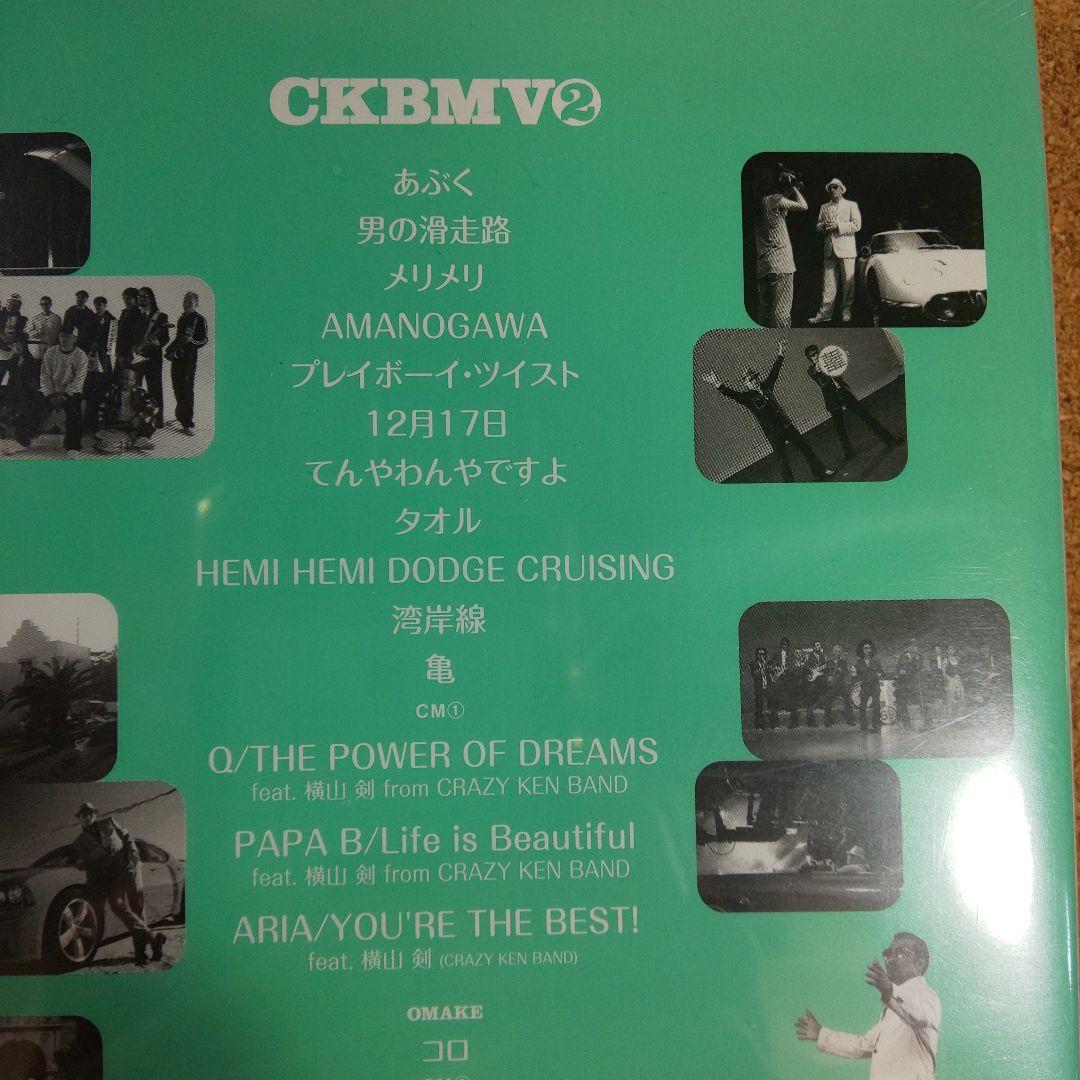 CKBMV②
あぶく
男の滑走路
メリメリ
AMANOGAWA
プレイボーイ・ツイスト
12月17日
てんやわんやですよ
タオル
HEMI HEMI DODGE CRUISING
湾岸線
亀
CM①
Q/THE POWER OF DREAMS
feat. 横山 剣 from CRAZY KEN BAND
PAPA B/Life is Beautiful
feat. 横山 剣 from CRAZY KEN BAND
ARIA/YOU'RE THE BEST!
feat. 横山 剣 (CRAZY KEN BAND)
OMAKE
コロ